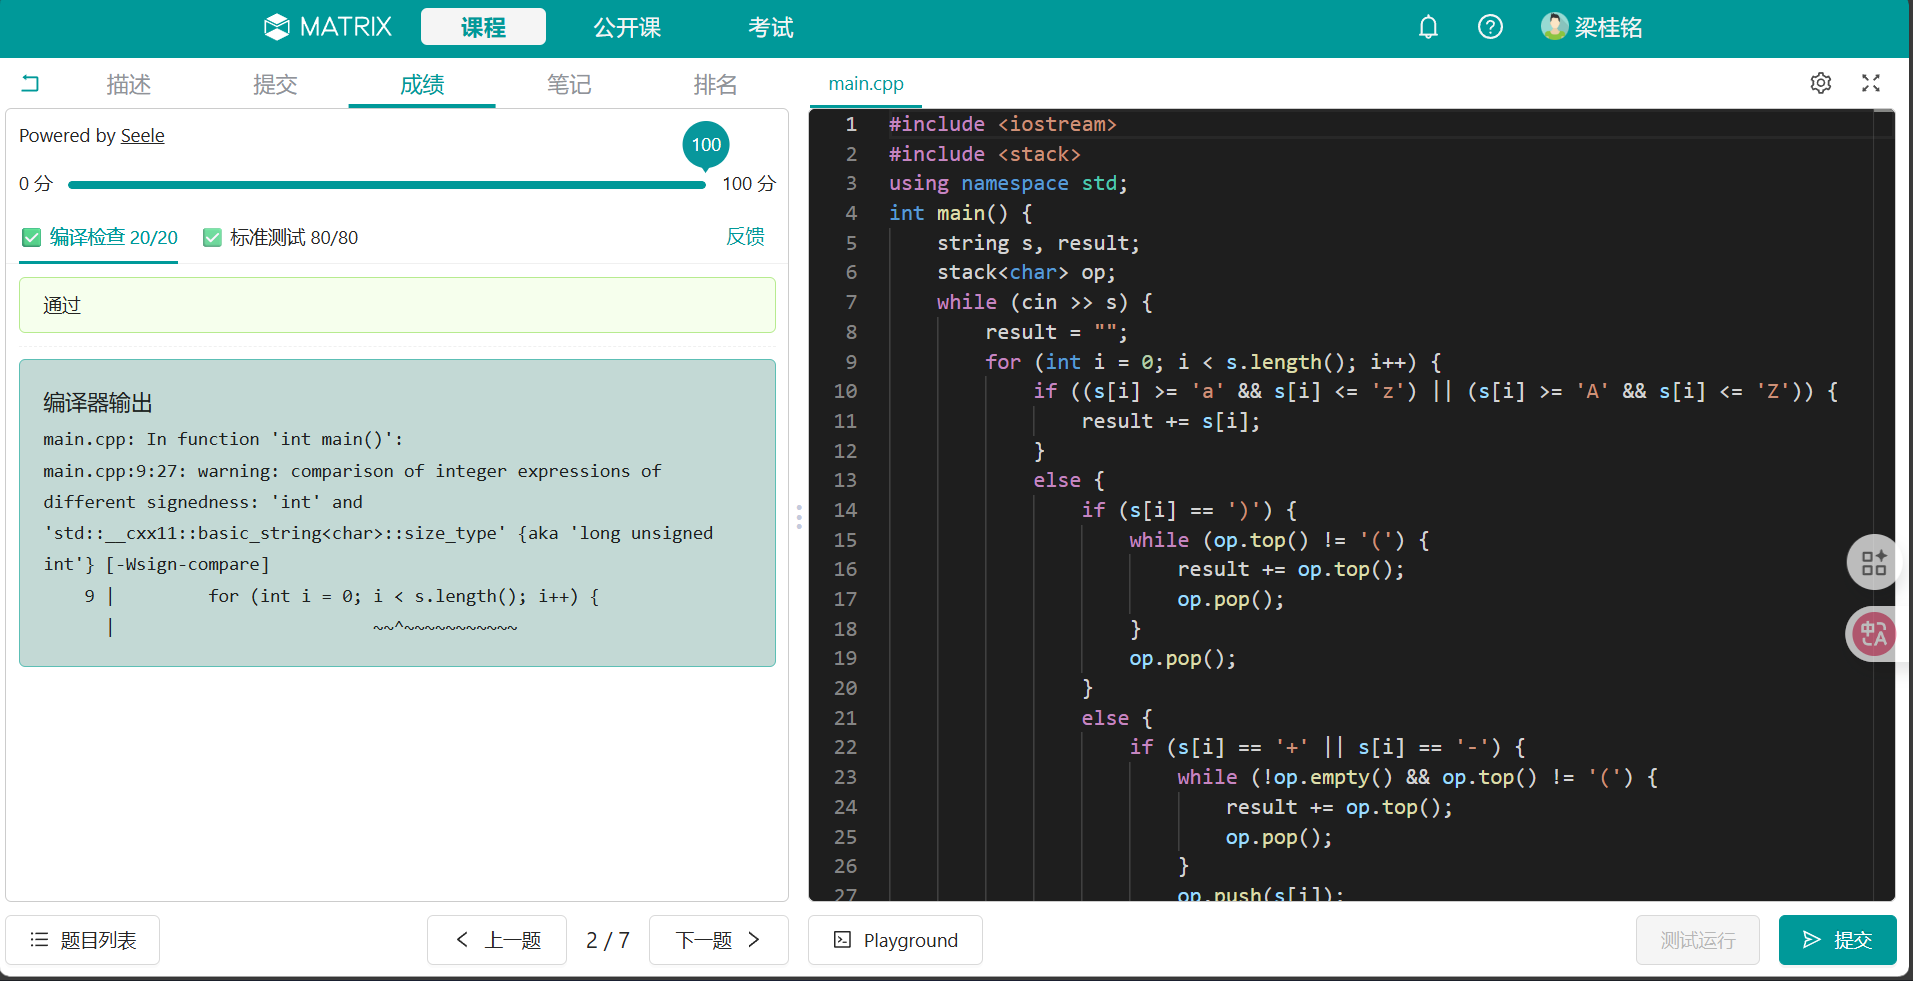 MATRIX 课程 公开课 考试 梁桂铭
描述 提交 成绩 笔记 排名
Powered by Seele
100
0 分 100 分
编译检查 20/20 标准测试 80/80 反馈
通过
编译器输出
main.cpp: In function 'int main()':
main.cpp:9:27: warning: comparison of integer expressions of
different signedness: 'int' and
'std::__cxx11::basic_string<char>::size_type' {aka 'long unsigned
int'} [-Wsign-compare]
9 | for (int i = 0; i < s.length(); i++) {
| ~~^~~~~~~~~~~~
题目列表 上一题 2 / 7 下一题
main.cpp
1 #include <iostream>
2 #include <stack>
3 using namespace std;
4 int main() {
5 string s, result;
6 stack<char> op;
7 while (cin >> s) {
8 result = "";
9 for (int i = 0; i < s.length(); i++) {
10 if ((s[i] >= 'a' && s[i] <= 'z') || (s[i] >= 'A' && s[i] <= 'Z')) {
11 result += s[i];
12 }
13 else {
14 if (s[i] == ')') {
15 while (op.top() != '(') {
16 result += op.top();
17 op.pop();
18 }
19 op.pop();
20 }
21 else {
22 if (s[i] == '+' || s[i] == '-') {
23 while (!op.empty() && op.top() != '(') {
24 result += op.top();
25 op.pop();
26 }
27 op.push(s[i]);
中A
Playground 测试运行 提交